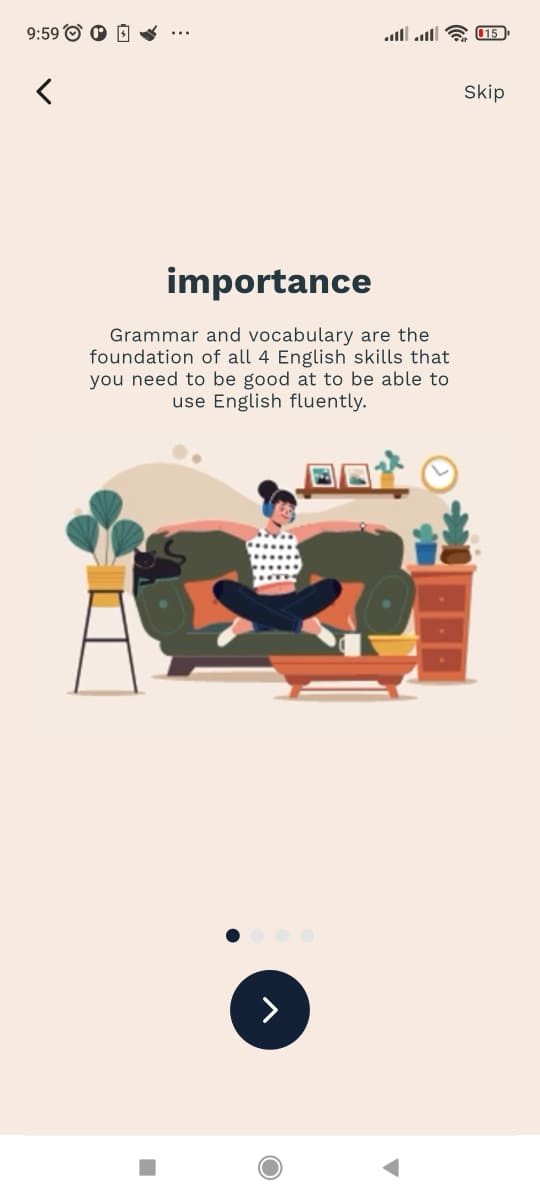 9:59 ... 15
Skip
importance
Grammar and vocabulary are the
foundation of all 4 English skills that
you need to be good at to be able to
use English fluently.